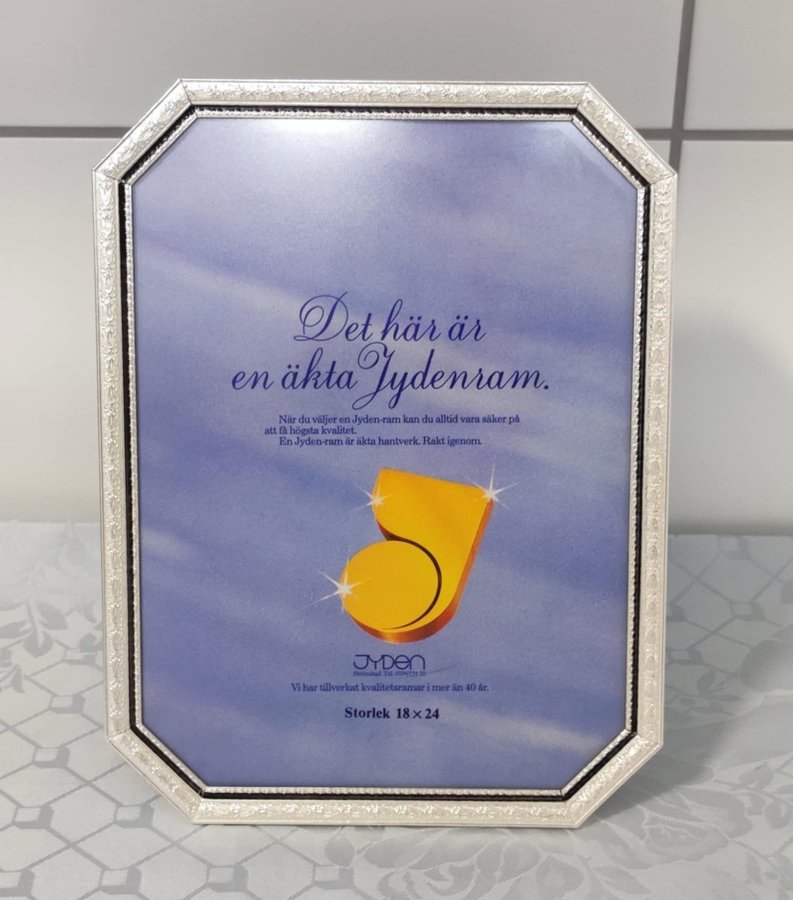 Det här är
en äkta Jydenram.
När du väljer en Jyden-ram kan du alltid vara säker på
att få högsta kvalitet.
En Jyden-ram är äkta hantverk. Rakt igenom.
JYDEN
Vi har tillverkat kvalitetsramar i mer än 40 år.
Storlek 18×24